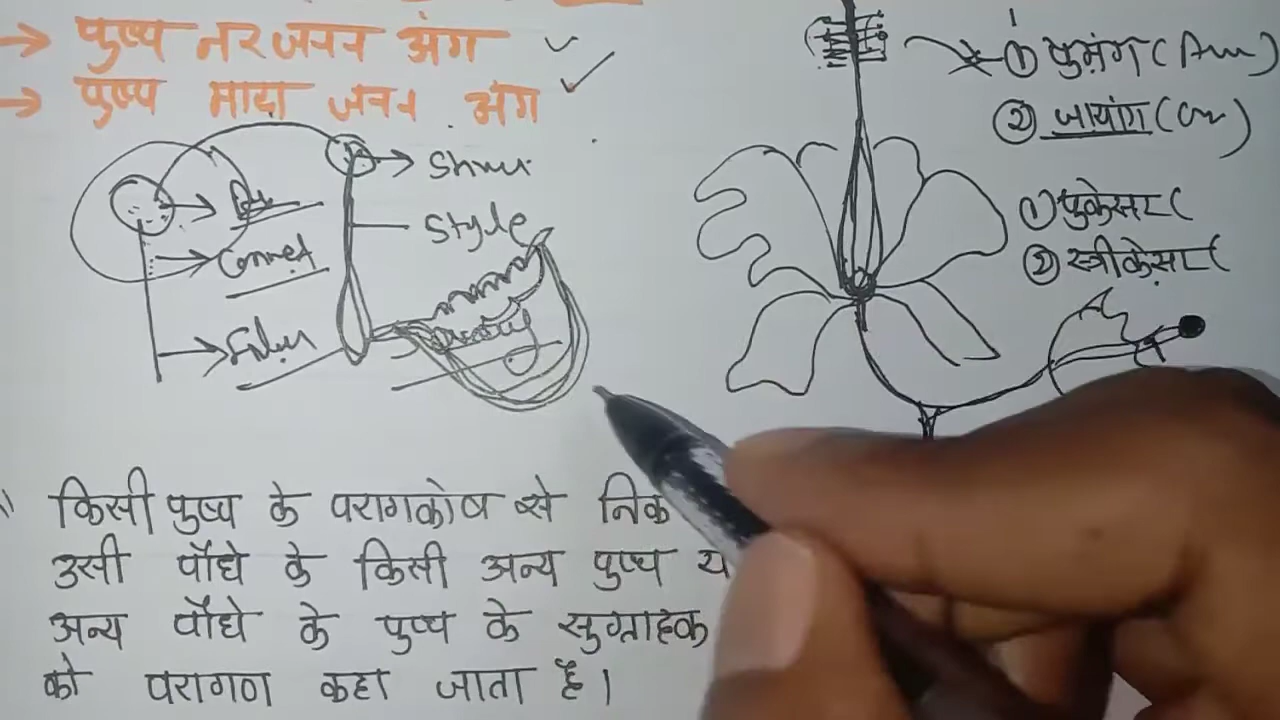 → पुष्प नर जनन अंग ✓
→ पुष्प मादा जनन अंग ✓
① पुमंग (
② जायांग (
① पुकेसर (
② स्त्रीकेसर (
Style
किसी पुष्प के परागकोष से निक
उसी पौधे के किसी अन्य पुष्प य
अन्य पौधे के पुष्प के सुग्राहक
को परागण कहा जाता है।